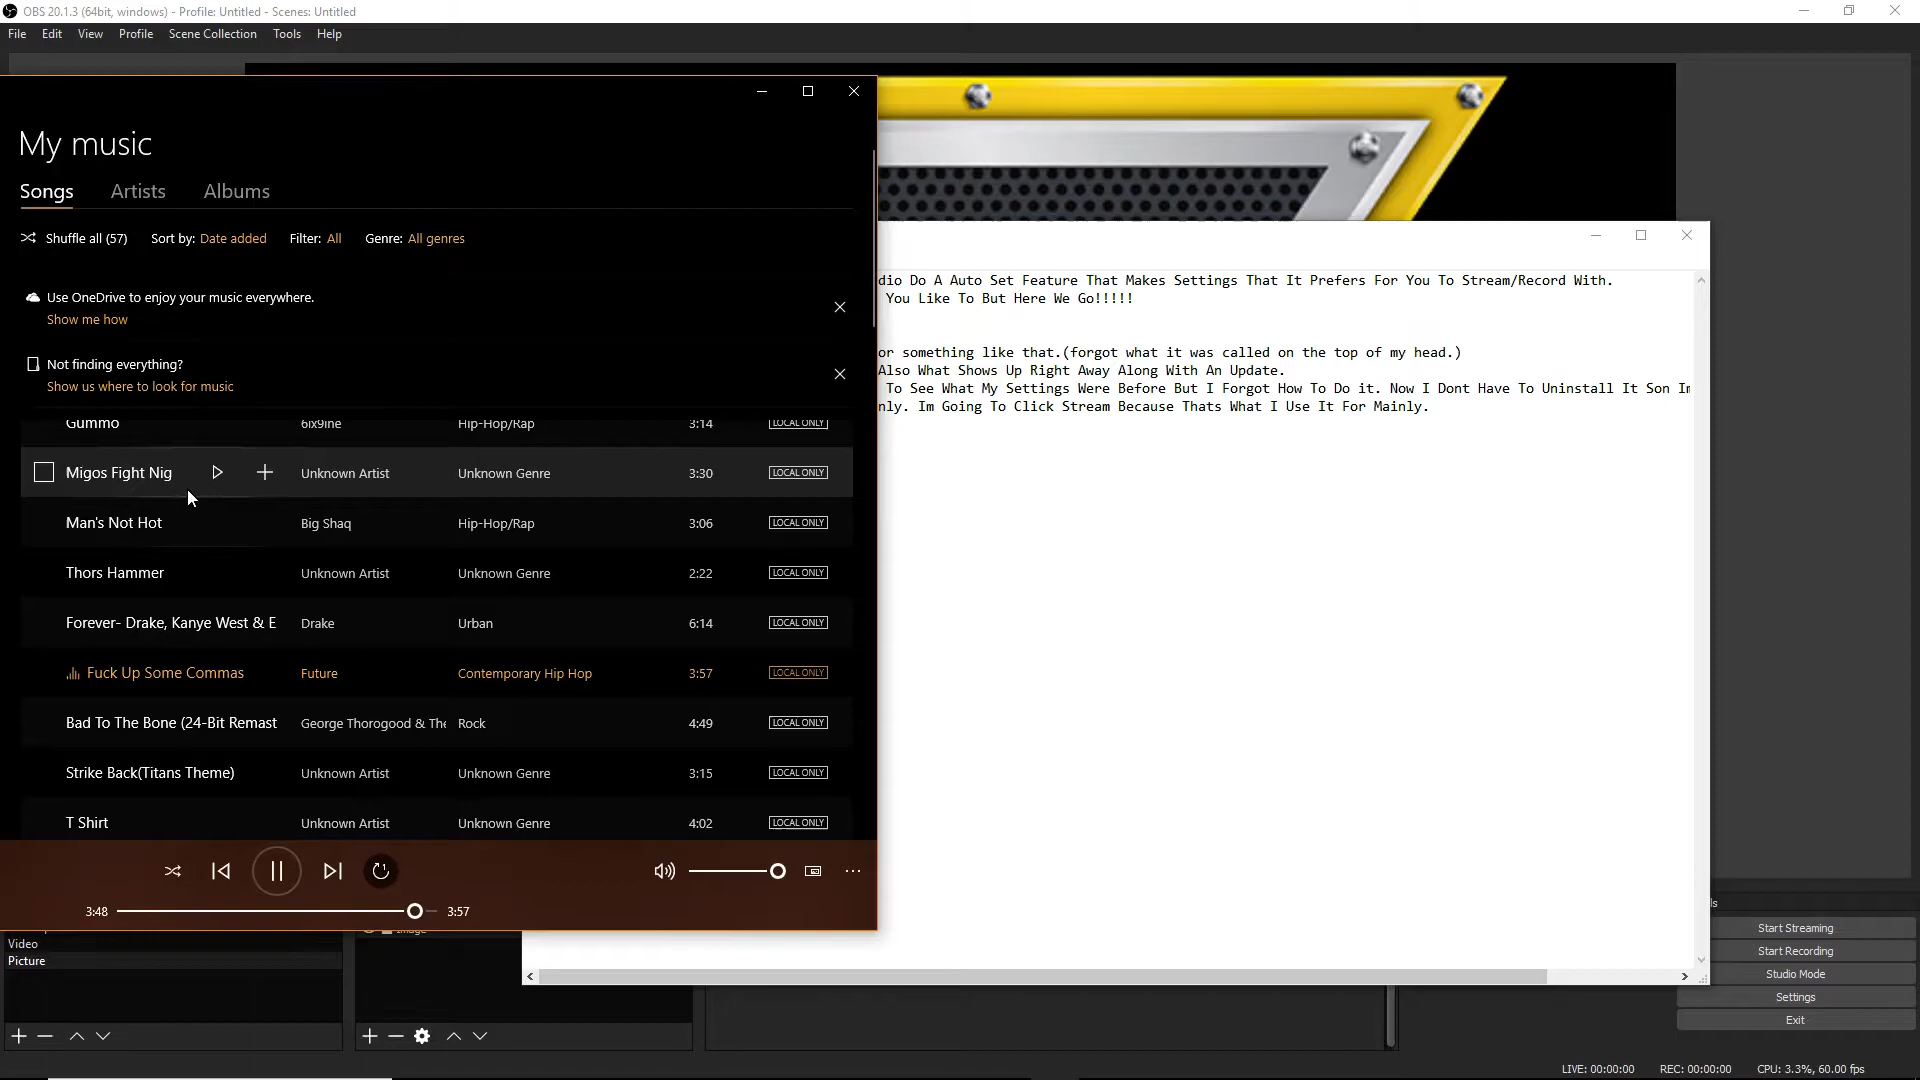 OBS 20.1.3 (64bit, windows) - Profile: Untitled - Scenes: Untitled
File Edit View Profile Scene Collection Tools Help
My music
Songs Artists Albums
Shuffle all (57) Sort by: Date added Filter: All Genre: All genres
Use OneDrive to enjoy your music everywhere.
Show me how
Not finding everything?
Show us where to look for music
Gummo 6ix9ine Hip-Hop/Rap 3:14 LOCAL ONLY
Migos Fight Nig Unknown Artist Unknown Genre 3:30 LOCAL ONLY
Man's Not Hot Big Shaq Hip-Hop/Rap 3:06 LOCAL ONLY
Thors Hammer Unknown Artist Unknown Genre 2:22 LOCAL ONLY
Forever- Drake, Kanye West & E Drake Urban 6:14 LOCAL ONLY
Fuck Up Some Commas Future Contemporary Hip Hop 3:57 LOCAL ONLY
Bad To The Bone (24-Bit Remast George Thorogood & The Rock 4:49 LOCAL ONLY
Strike Back(Titans Theme) Unknown Artist Unknown Genre 3:15 LOCAL ONLY
T Shirt Unknown Artist Unknown Genre 4:02 LOCAL ONLY
3:48 3:57
dio Do A Auto Set Feature That Makes Settings That It Prefers For You To Stream/Record With.
You Like To But Here We Go!!!!!
or something like that.(forgot what it was called on the top of my head.)
Also What Shows Up Right Away Along With An Update.
To See What My Settings Were Before But I Forgot How To Do it. Now I Dont Have To Uninstall It Son Im
nly. Im Going To Click Stream Because Thats What I Use It For Mainly.
Video
Picture
ls
Start Streaming
Start Recording
Studio Mode
Settings
Exit
LIVE: 00:00:00 REC: 00:00:00 CPU: 3.3%, 60.00 fps